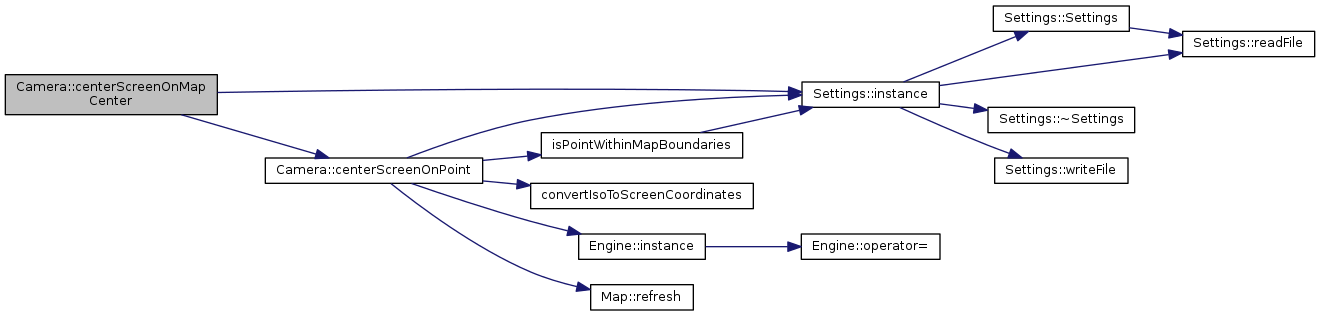 Camera::centerScreenOnMap
Center
Camera::centerScreenOnPoint
isPointWithinMapBoundaries
convertIsoToScreenCoordinates
Engine::instance
Map::refresh
Settings::instance
Engine::operator=
Settings::Settings
Settings::~Settings
Settings::writeFile
Settings::readFile